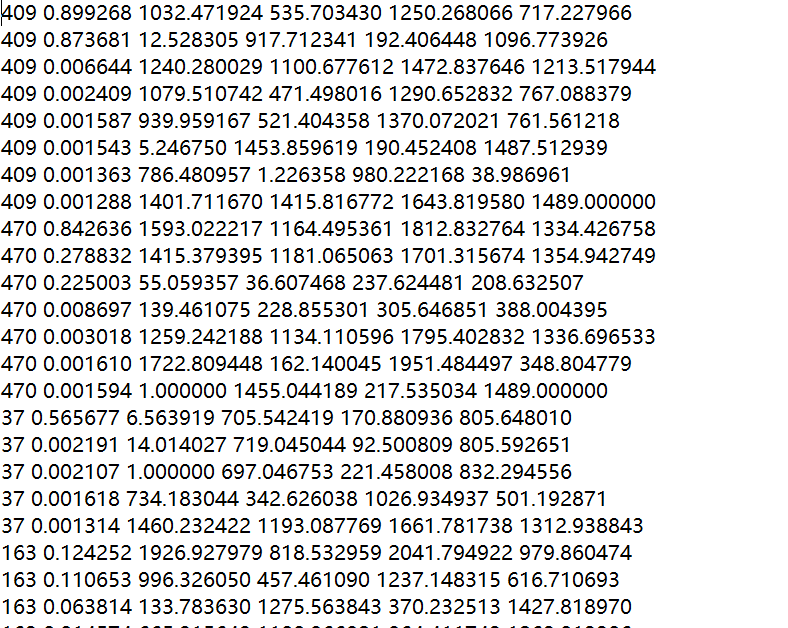 409 0.899268 1032.471924 535.703430 1250.268066 717.227966
409 0.873681 12.528305 917.712341 192.406448 1096.773926
409 0.006644 1240.280029 1100.677612 1472.837646 1213.517944
409 0.002409 1079.510742 471.498016 1290.652832 767.088379
409 0.001587 939.959167 521.404358 1370.072021 761.561218
409 0.001543 5.246750 1453.859619 190.452408 1487.512939
409 0.001363 786.480957 1.226358 980.222168 38.986961
409 0.001288 1401.711670 1415.816772 1643.819580 1489.000000
470 0.842636 1593.022217 1164.495361 1812.832764 1334.426758
470 0.278832 1415.379395 1181.065063 1701.315674 1354.942749
470 0.225003 55.059357 36.607468 237.624481 208.632507
470 0.008697 139.461075 228.855301 305.646851 388.004395
470 0.003018 1259.242188 1134.110596 1795.402832 1336.696533
470 0.001610 1722.809448 162.140045 1951.484497 348.804779
470 0.001594 1.000000 1455.044189 217.535034 1489.000000
37 0.565677 6.563919 705.542419 170.880936 805.648010
37 0.002191 14.014027 719.045044 92.500809 805.592651
37 0.002107 1.000000 697.046753 221.458008 832.294556
37 0.001618 734.183044 342.626038 1026.934937 501.192871
37 0.001314 1460.232422 1193.087769 1661.781738 1312.938843
163 0.124252 1926.927979 818.532959 2041.794922 979.860474
163 0.110653 996.326050 457.461090 1237.148315 616.710693
163 0.063814 133.783630 1275.563843 370.232513 1427.818970